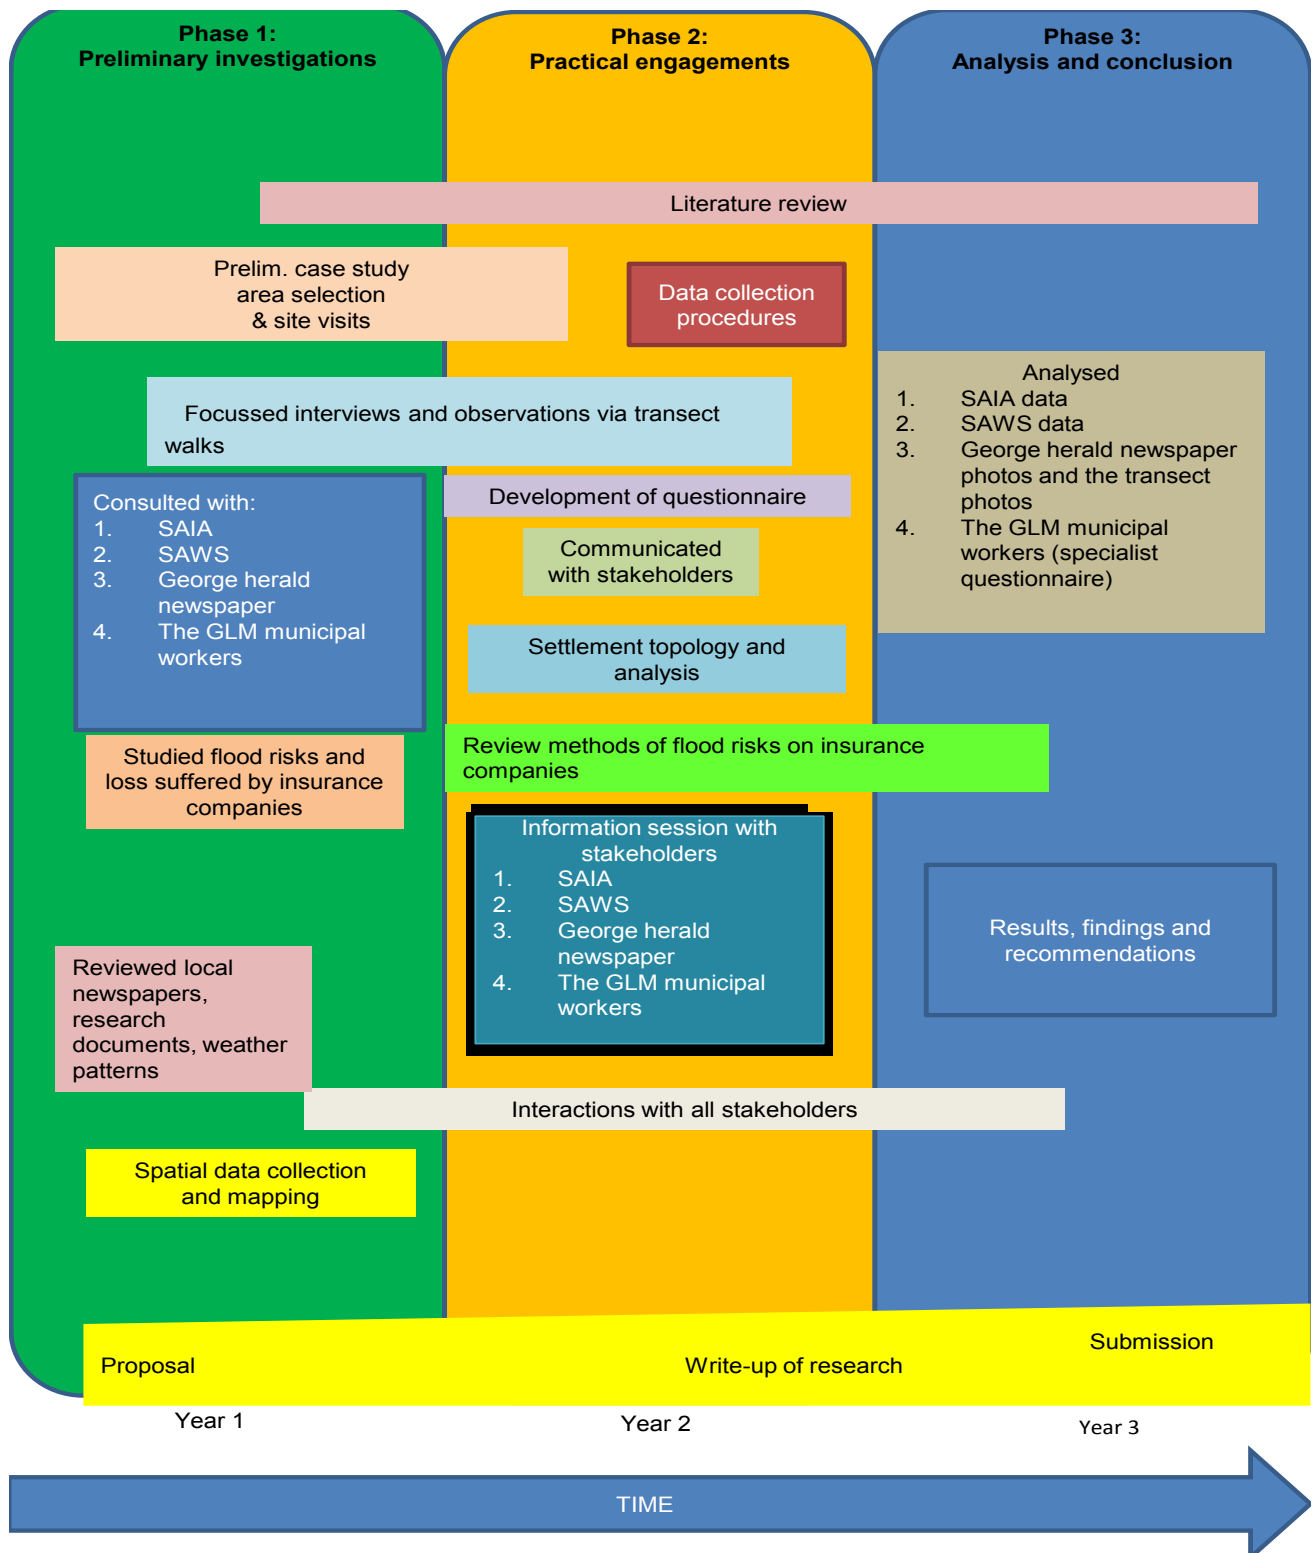 Phase 1:
Preliminary investigations
Phase 2:
Practical engagements
Phase 3:
Analysis and conclusion
Literature review
Prelim. case study
area selection
& site visits
Data collection
procedures
Focussed interviews and observations via transect
walks
Analysed
1. SAIA data
2. SAWS data
3. George herald newspaper
photos and the transect
photos
4. The GLM municipal
workers (specialist
questionnaire)
Consulted with:
1. SAIA
2. SAWS
3. George herald
newspaper
4. The GLM municipal
workers
Development of questionnaire
Communicated
with stakeholders
Settlement topology and
analysis
Studied flood risks and
loss suffered by insurance
companies
Review methods of flood risks on insurance
companies
Information session with
stakeholders
1. SAIA
2. SAWS
3. George herald
newspaper
4. The GLM municipal
workers
Results, findings and
recommendations
Reviewed local
newspapers,
research
documents, weather
patterns
Interactions with all stakeholders
Spatial data collection
and mapping
Proposal
Write-up of research
Submission
Year 1
Year 2
Year 3
TIME